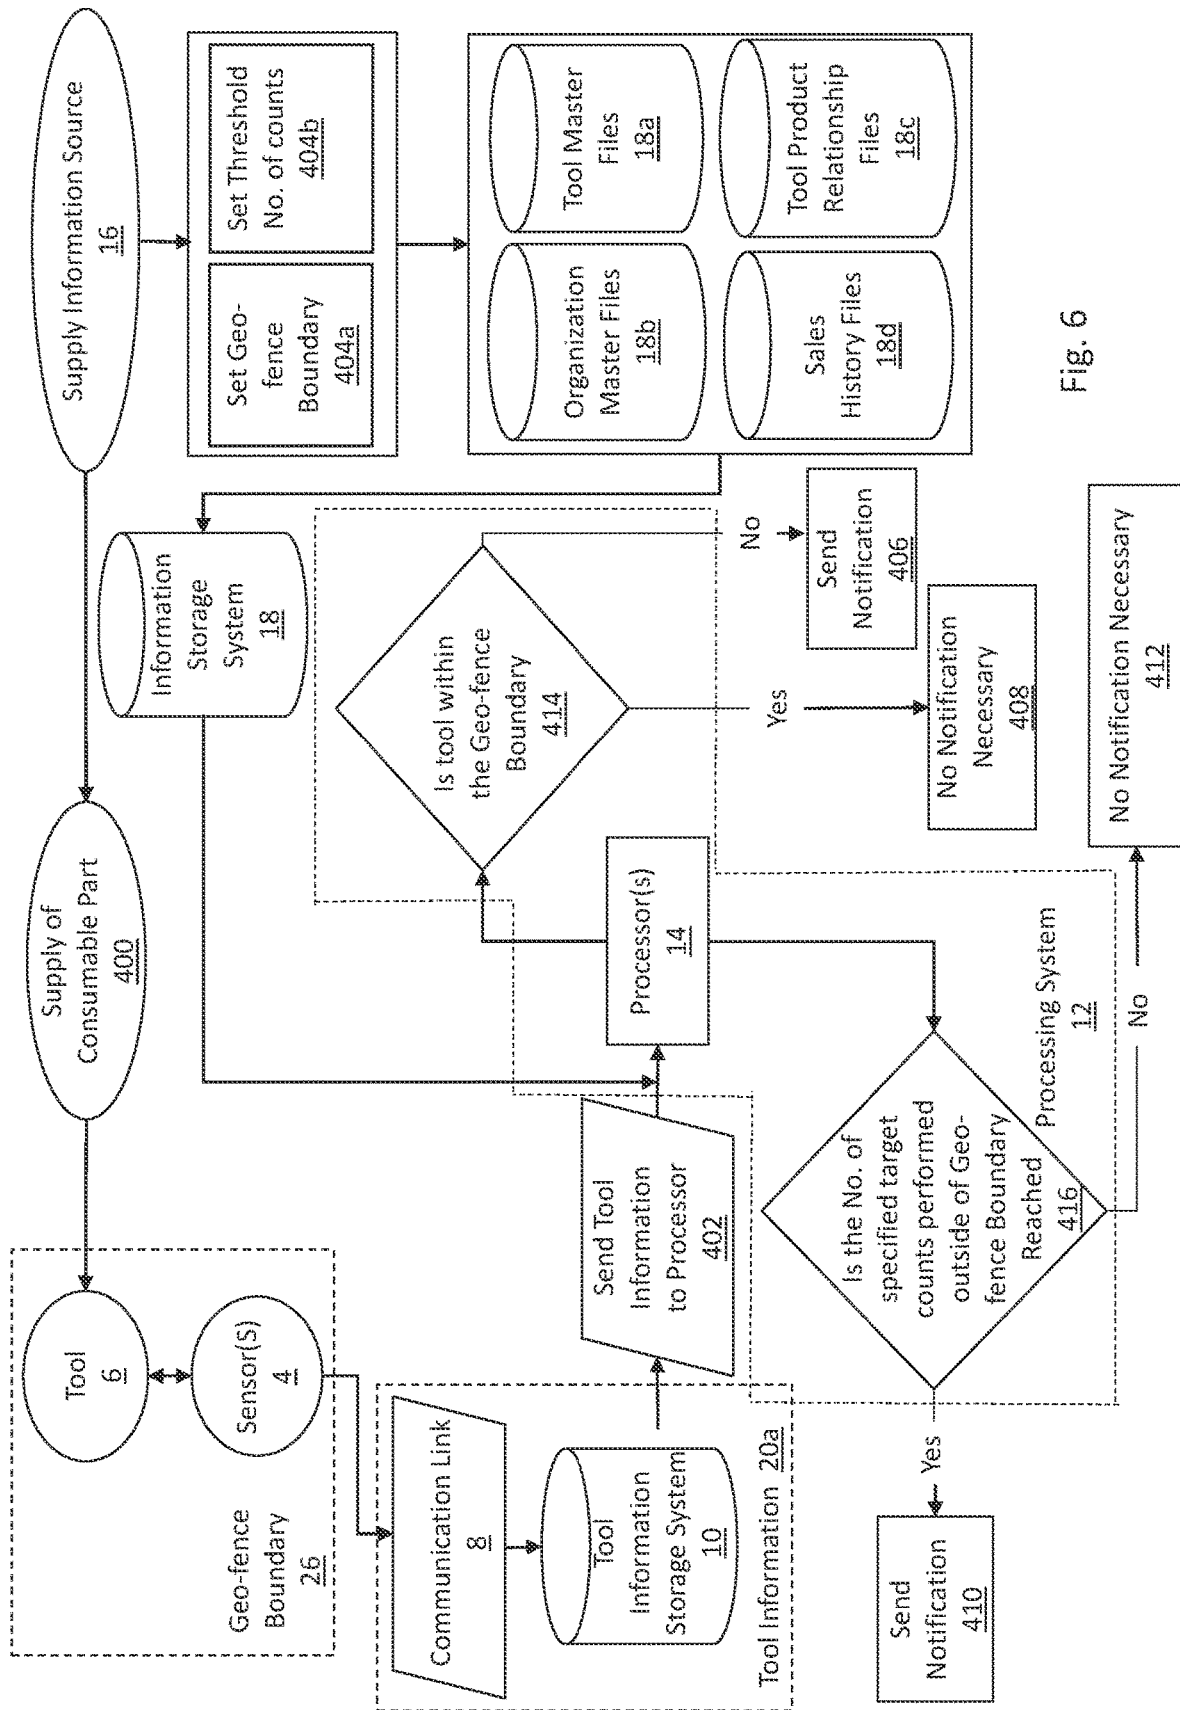 Supply Information Source
16
Supply of
Consumable Part
400
Tool
6
Sensor(S)
4
Geo-fence
Boundary
26
Set Geo-
fence
Boundary
404a
Set Threshold
No. of counts
404b
Information
Storage
System
18
Organization
Master Files
18b
Tool Master
Files
18a
Sales
History Files
18d
Tool Product
Relationship
Files
18c
Communication Link
8
Tool
Information
Storage System
10
Tool Information 20a
Send Tool
Information
to Processor
402
Processor(s)
14
Is tool within
the Geo-fence
Boundary
414
No
Send
Notification
406
Yes
No Notification
Necessary
408
Is the No. of
specified target
counts performed
outside of Geo-
fence Boundary
Reached
416
Processing System
12
Yes
Send
Notification
410
No
No Notification Necessary
412
Fig. 6